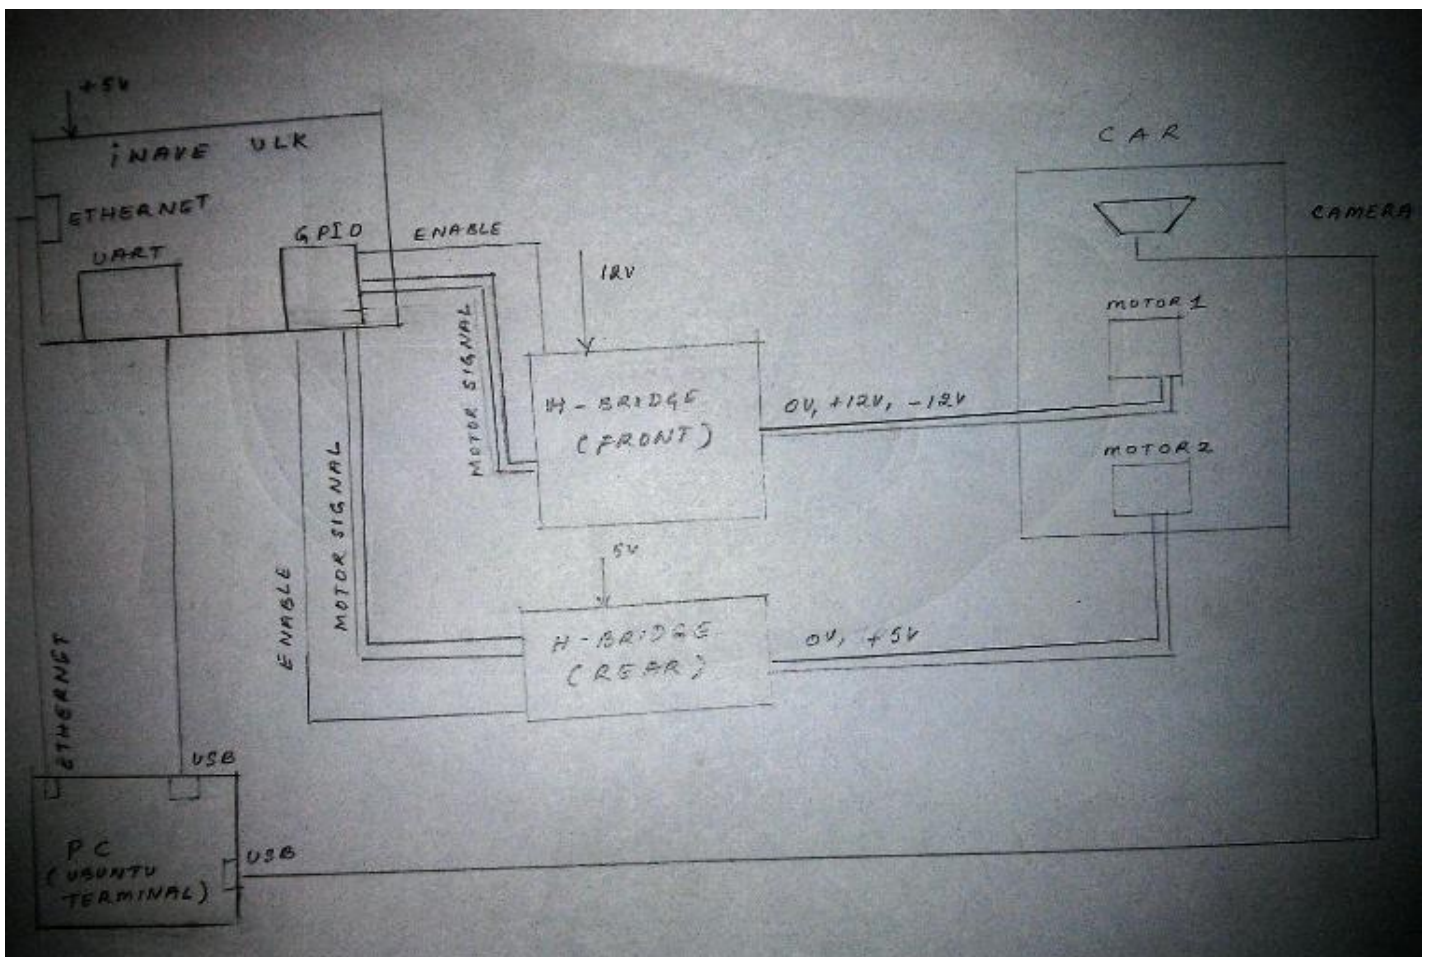 +5V
iWAVE ULK
CAR
ETHERNET
CAMERA
GPIO
ENABLE
UART
12V
MOTOR 1
MOTOR SIGNAL
H-BRIDGE
(FRONT)
0V, +12V, -12V
MOTOR 2
MOTOR SIGNAL
ENABLE
5V
H-BRIDGE
(REAR)
0V, +5V
ETHERNET
USB
PC
(UBUNTU
TERMINAL)
USB